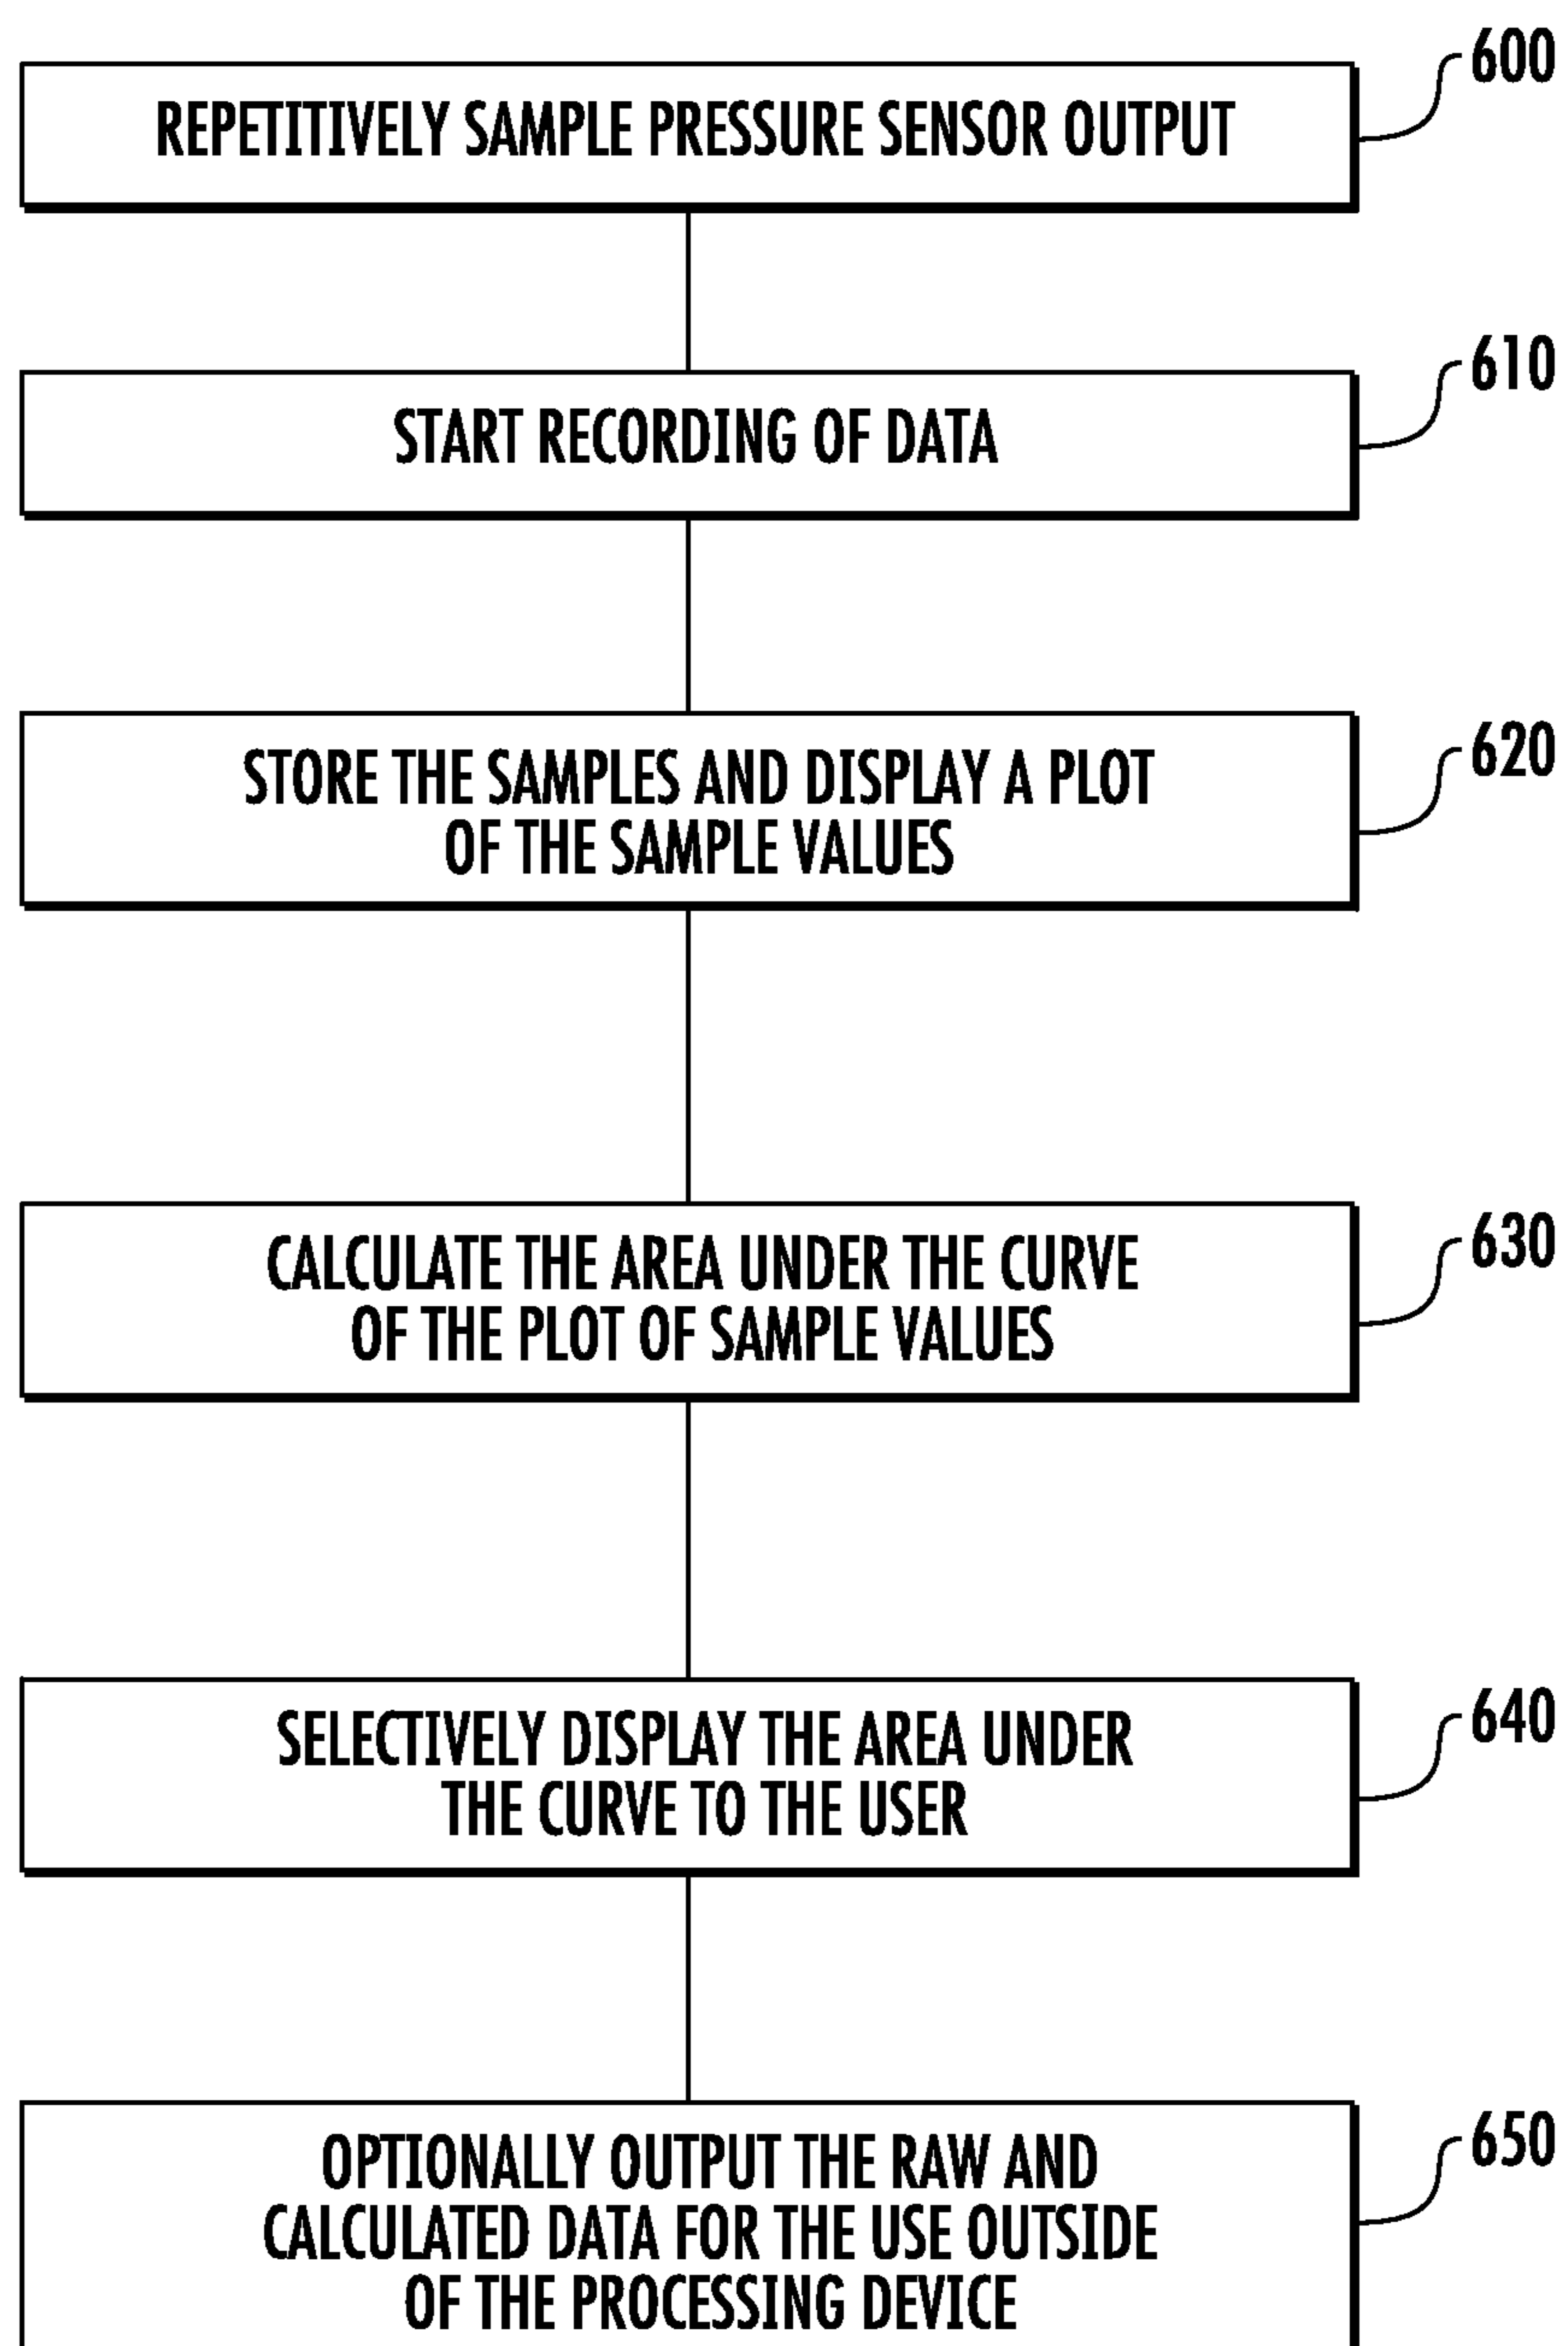 600
REPETITIVELY SAMPLE PRESSURE SENSOR OUTPUT
610
START RECORDING OF DATA
620
STORE THE SAMPLES AND DISPLAY A PLOT
OF THE SAMPLE VALUES
630
CALCULATE THE AREA UNDER THE CURVE
OF THE PLOT OF SAMPLE VALUES
640
SELECTIVELY DISPLAY THE AREA UNDER
THE CURVE TO THE USER
650
OPTIONALLY OUTPUT THE RAW AND
CALCULATED DATA FOR THE USE OUTSIDE
OF THE PROCESSING DEVICE